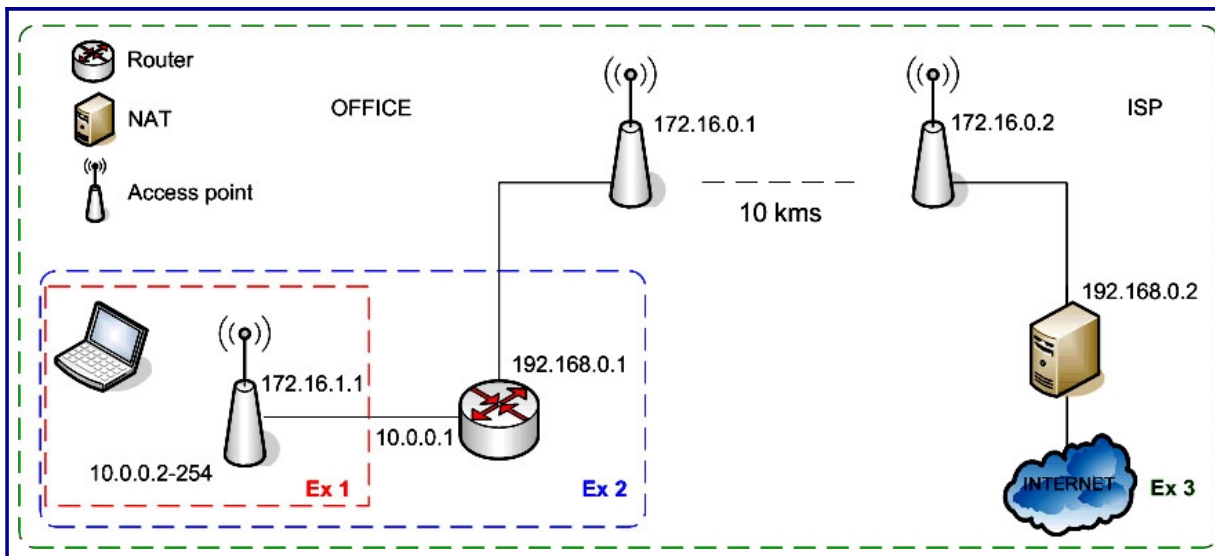 Router
NAT
Access point
OFFICE
172.16.0.1
172.16.0.2
ISP
10 kms
192.168.0.2
192.168.0.1
172.16.1.1
10.0.0.1
10.0.0.2-254
Ex 1
Ex 2
INTERNET
Ex 3